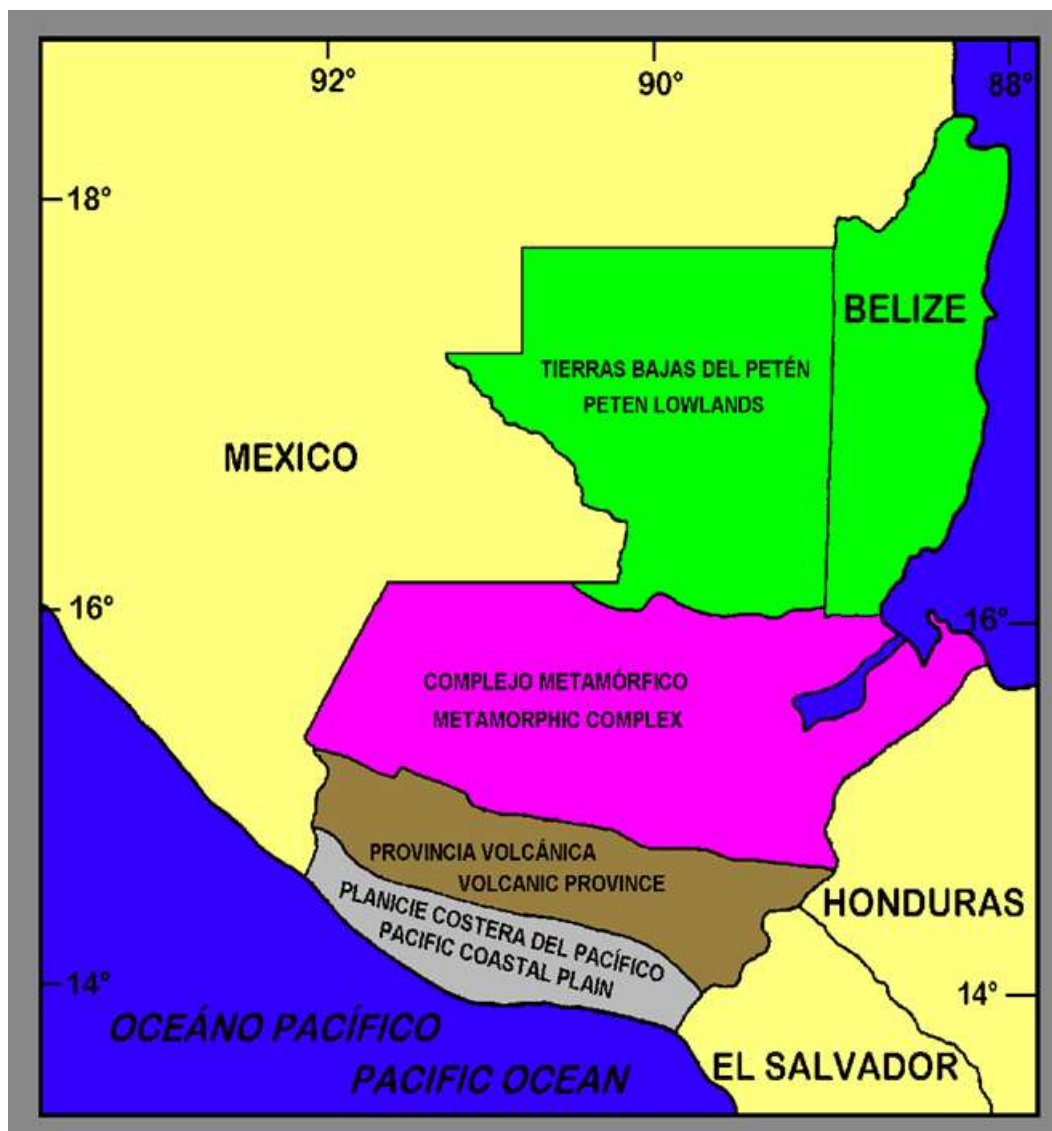 92°
90°
88°
18°
BELIZE
TIERRAS BAJAS DEL PETÉN
PETEN LOWLANDS
MEXICO
16°
16°
COMPLEJO METAMÓRFICO
METAMORPHIC COMPLEX
PROVINCIA VOLCÁNICA
VOLCANIC PROVINCE
PLANICIE COSTERA DEL PACÍFICO
PACIFIC COASTAL PLAIN
HONDURAS
14°
14°
OCEÁNO PACÍFICO
PACIFIC OCEAN
EL SALVADOR